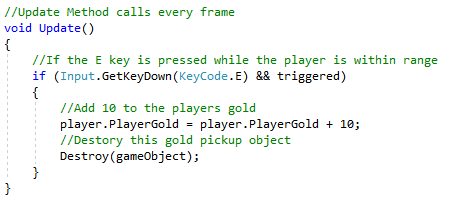 //Update Method calls every frame
void Update()
{
    //If the E key is pressed while the player is within range
    if (Input.GetKeyDown(KeyCode.E) && triggered)
    {
        //Add 10 to the players gold
        player.PlayerGold = player.PlayerGold + 10;
        //Destory this gold pickup object
        Destroy(gameObject);
    }
}